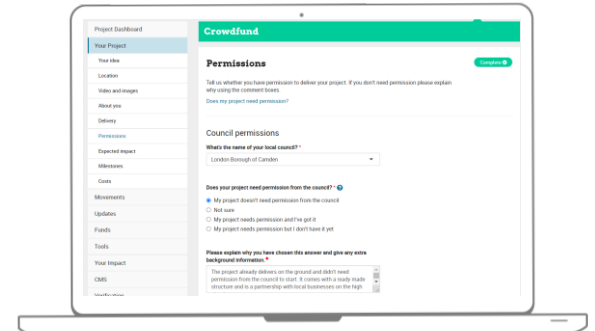 Project Dashboard
Your Project
Your idea
Location
Video and images
About you
Delivery
Permissions
Expected impact
Milestones
Costs
Movements
Updates
Funds
Tools
Your Impact
CMS
Verification
Crowdfund
Permissions
Complete
Tell us whether you have permission to deliver your project. If you don't need permission please explain
why using the comment boxes.
Does my project need permission?
Council permissions
What's the name of your local council? *
London Borough of Camden
Does your project need permission from the council? *
My project doesn't need permission from the council
Not sure
My project needs permission and I've got it
My project needs permission but I don't have it yet
Please explain why you have chosen this answer and give any extra
background information. *
The project already delivers on the ground and didn't need
permission from the council to start. It comes with a ready made
structure and is a partnership with local businesses on the high